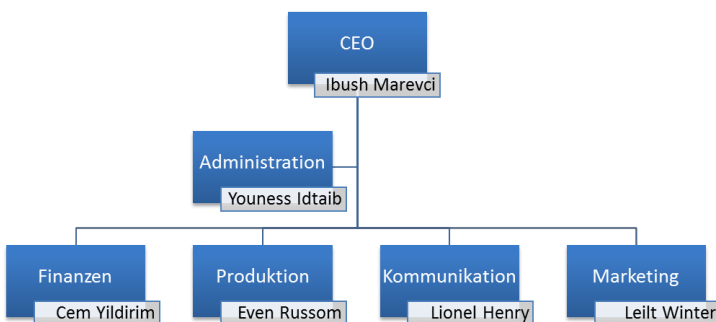 CEO
Ibush Marevci
Administration
Youness Idtaib
Finanzen
Cem Yildirim
Produktion
Even Russom
Kommunikation
Lionel Henry
Marketing
Leilt Winter